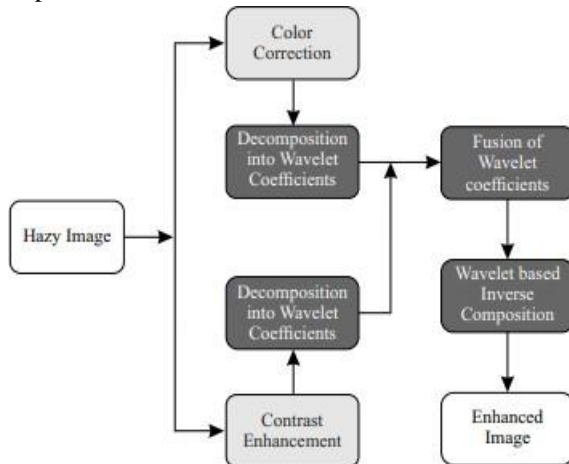 Color
Correction
Decomposition
into Wavelet
Coefficients
Fusion of
Wavelet
coefficients
Hazy Image
Decomposition
into Wavelet
Coefficients
Wavelet based
Inverse
Composition
Contrast
Enhancement
Enhanced
Image